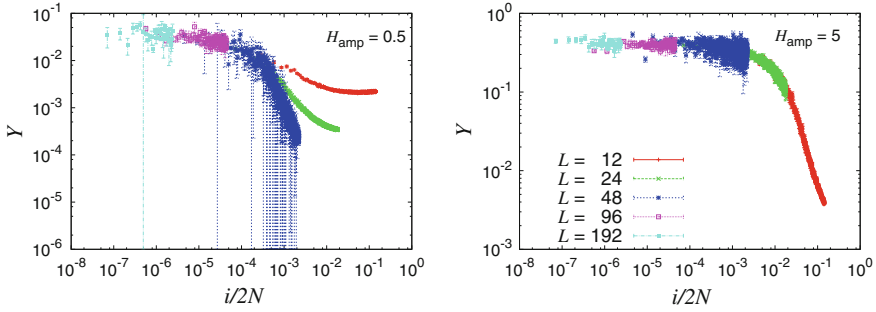 10^0
10^-1
10^-2
10^-3
10^-4
10^-5
10^-6
Y
H_amp = 0.5
10^-8 10^-7 10^-6 10^-5 10^-4 10^-3 10^-2 10^-1 10^0
i/2N
10^0
10^-1
10^-2
10^-3
Y
H_amp = 5
L = 12
L = 24
L = 48
L = 96
L = 192
10^-8 10^-7 10^-6 10^-5 10^-4 10^-3 10^-2 10^-1 10^0
i/2N